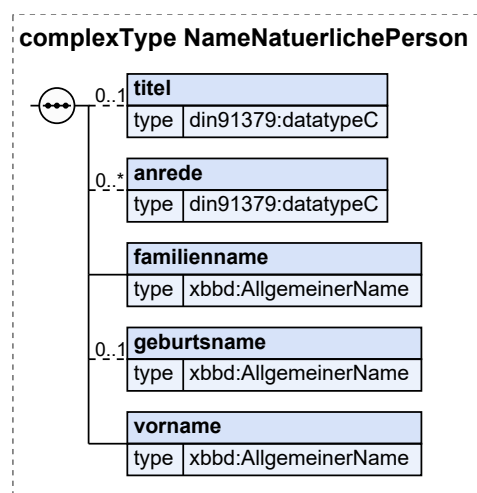 complexType NameNatuerlichePerson
0..1 titel
type din91379:datatypeC
0..* anrede
type din91379:datatypeC
familienname
type xbbd:AllgemeinerName
0..1 geburtsname
type xbbd:AllgemeinerName
vorname
type xbbd:AllgemeinerName